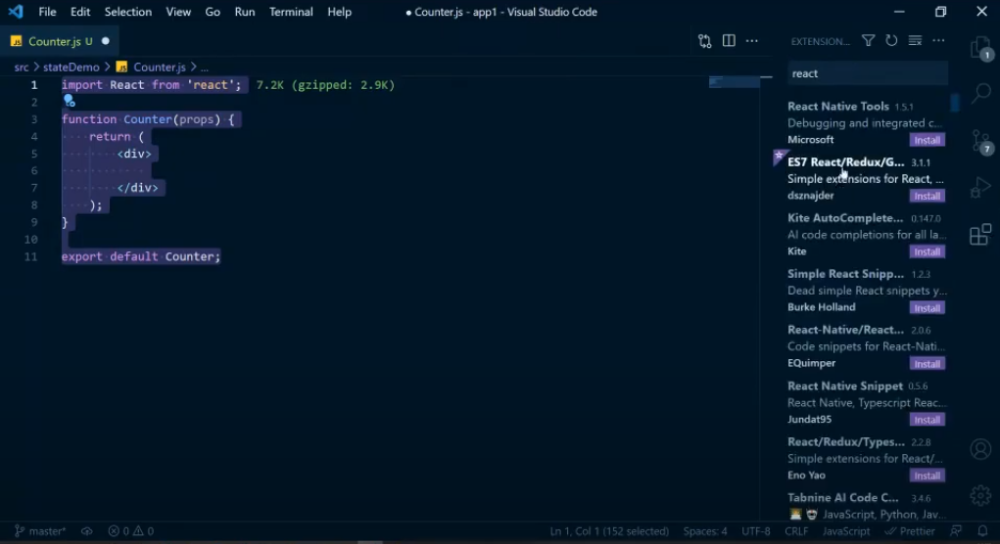 File Edit Selection View Go Run Terminal Help ● Counter.js - app1 - Visual Studio Code
JS Counter.js U ●
EXTENSION... ...
src > stateDemo > JS Counter.js > ...
react
1 import React from 'react'; 7.2K (gzipped: 2.9K)
2
3 function Counter(props) {
4 return (
5 <div>
6
7 </div>
8 );
9 }
10
11 export default Counter;
React Native Tools 1.5.1
Debugging and integrated c...
Microsoft Install
ES7 React/Redux/G... 3.1.1
Simple extensions for React, ...
dsznajder Install
Kite AutoComplete... 0.147.0
AI code completions for all la...
Kite Install
Simple React Snipp... 1.2.3
Dead simple React snippets y...
Burke Holland Install
React-Native/React... 2.0.6
Code snippets for React-Nati...
EQuimper Install
React Native Snippet 0.5.6
React Native, Typescript Reac...
Jundat95 Install
React/Redux/Types... 2.2.8
Simple extensions for React/...
Eno Yao Install
Tabnine AI Code C... 3.4.6
JavaScript, Python, Jav...
1
7
master* 0 0 Ln 1, Col 1 (152 selected) Spaces: 4 UTF-8 CRLF JavaScript Prettier